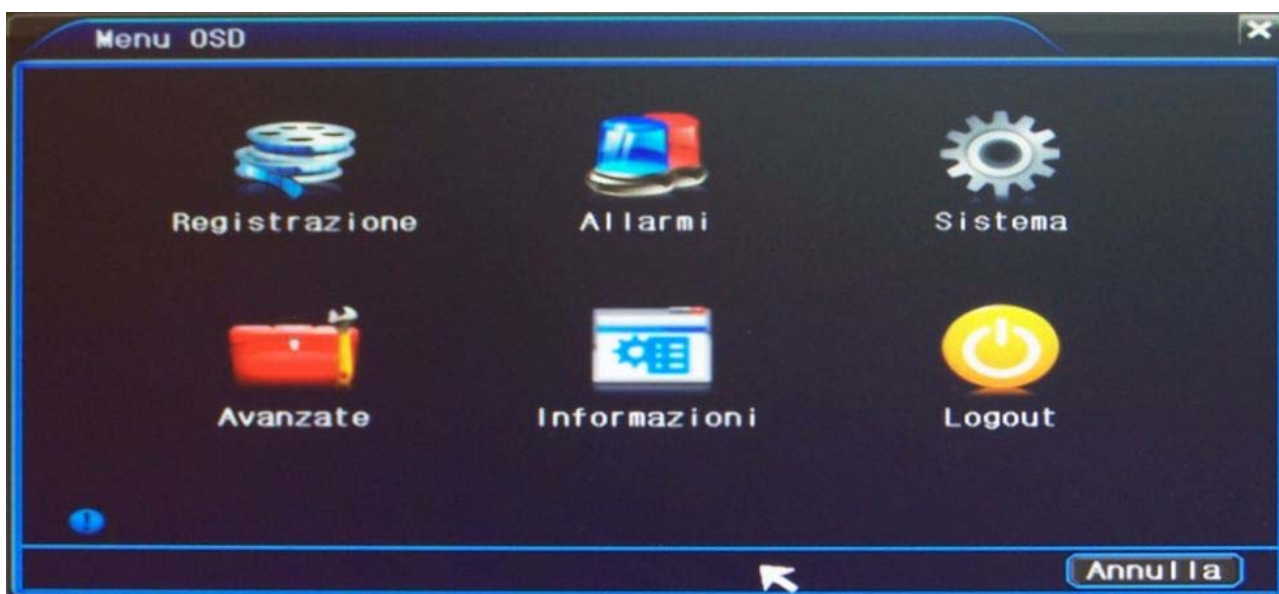 Menu OSD
Registrazione Allarmi Sistema
Avanzate Informazioni Logout
Annulla